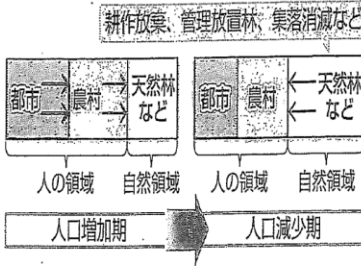 耕作放棄、管理放置林、集落消滅など
都市 農村 天然林など
都市 農村 天然林など
人の領域 自然領域 人の領域 自然領域
人口増加期 人口減少期